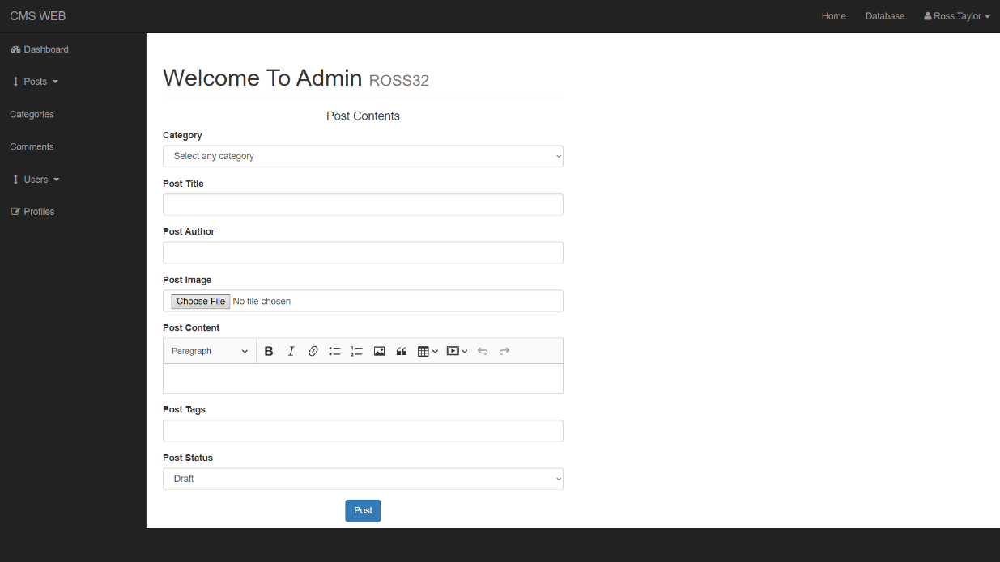 CMS WEB
Home Database Ross Taylor
Dashboard
Posts
Categories
Comments
Users
Profiles
Welcome To Admin ROSS32
Post Contents
Category
Select any category
Post Title
Post Author
Post Image
Choose File No file chosen
Post Content
Paragraph B I
Post Tags
Post Status
Draft
Post